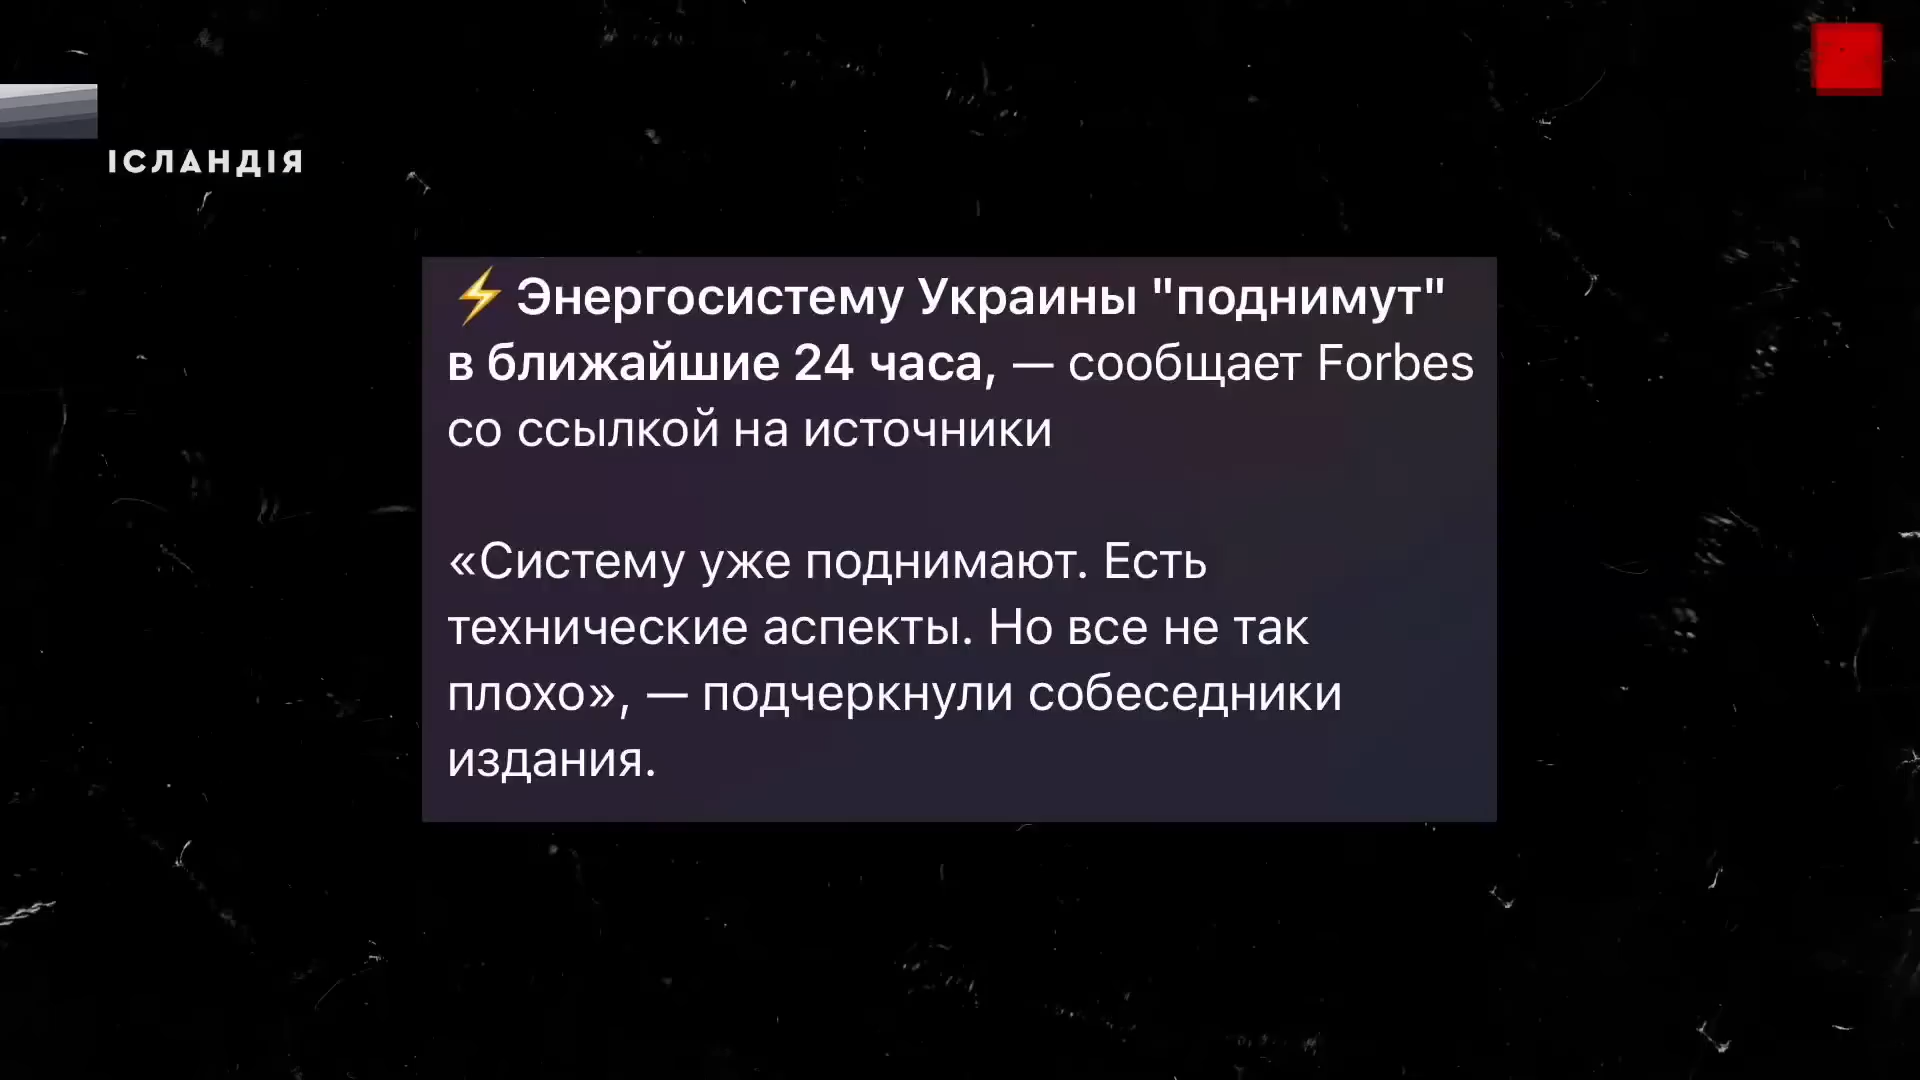 ІСЛАНДІЯ
⚡Энергосистему Украины "поднимут"
в ближайшие 24 часа, — сообщает Forbes
со ссылкой на источники
«Систему уже поднимают. Есть
технические аспекты. Но все не так
плохо», — подчеркнули собеседники
издания.